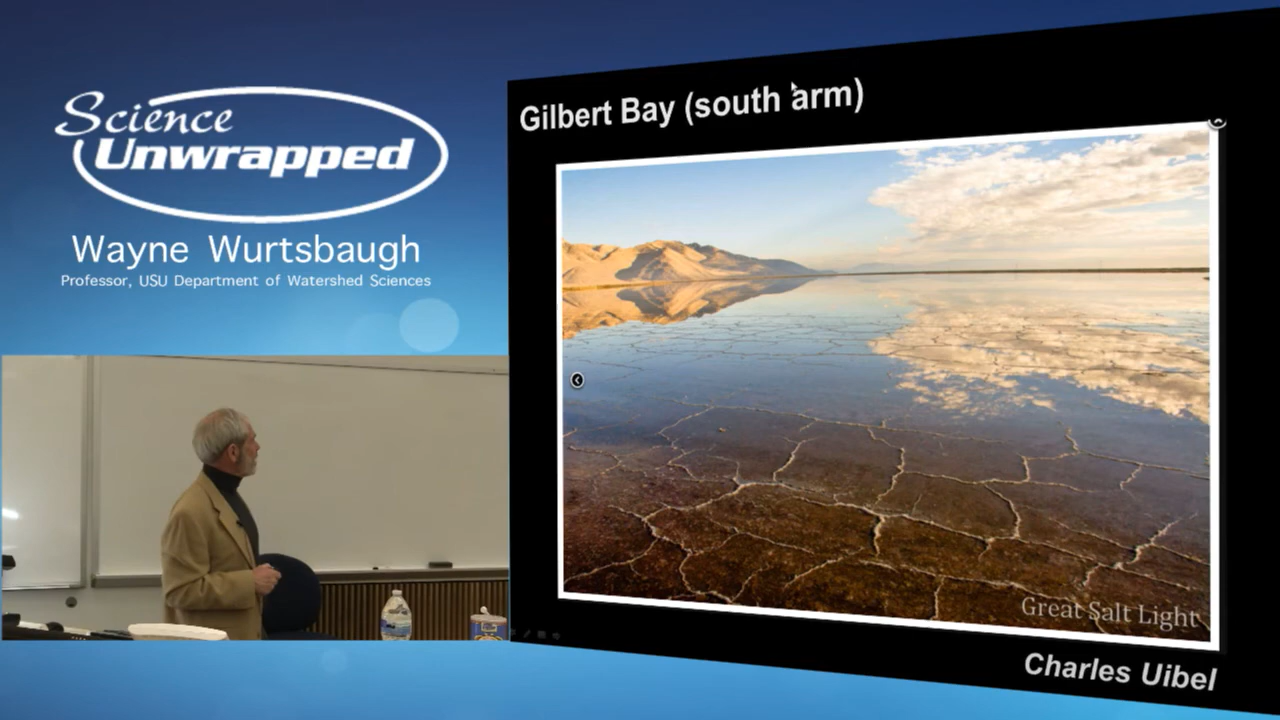 Science
Unwrapped
Wayne Wurtsbaugh
Professor, USU Department of Watershed Sciences
Gilbert Bay (south arm)
Great Salt Light
Charles Uibel